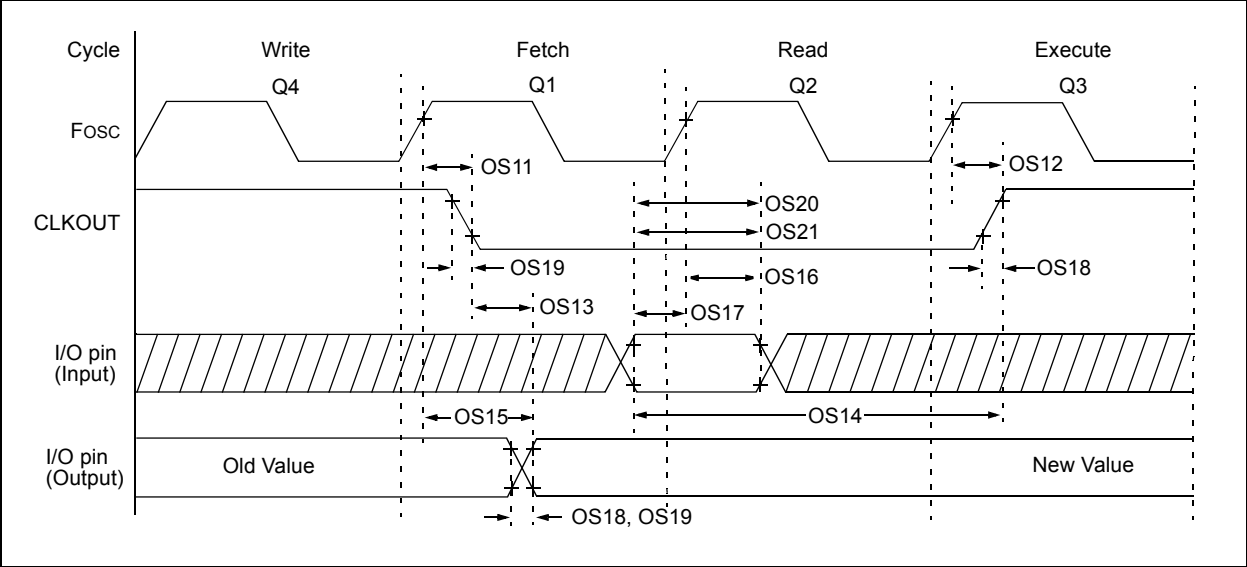 Cycle Write Fetch Read Execute
Q4 Q1 Q2 Q3
FOSC
OS11 OS12
CLKOUT
OS20
OS21
OS19 OS16 OS18
OS13 OS17
I/O pin
(Input)
OS15 OS14
I/O pin
(Output)
Old Value New Value
OS18, OS19